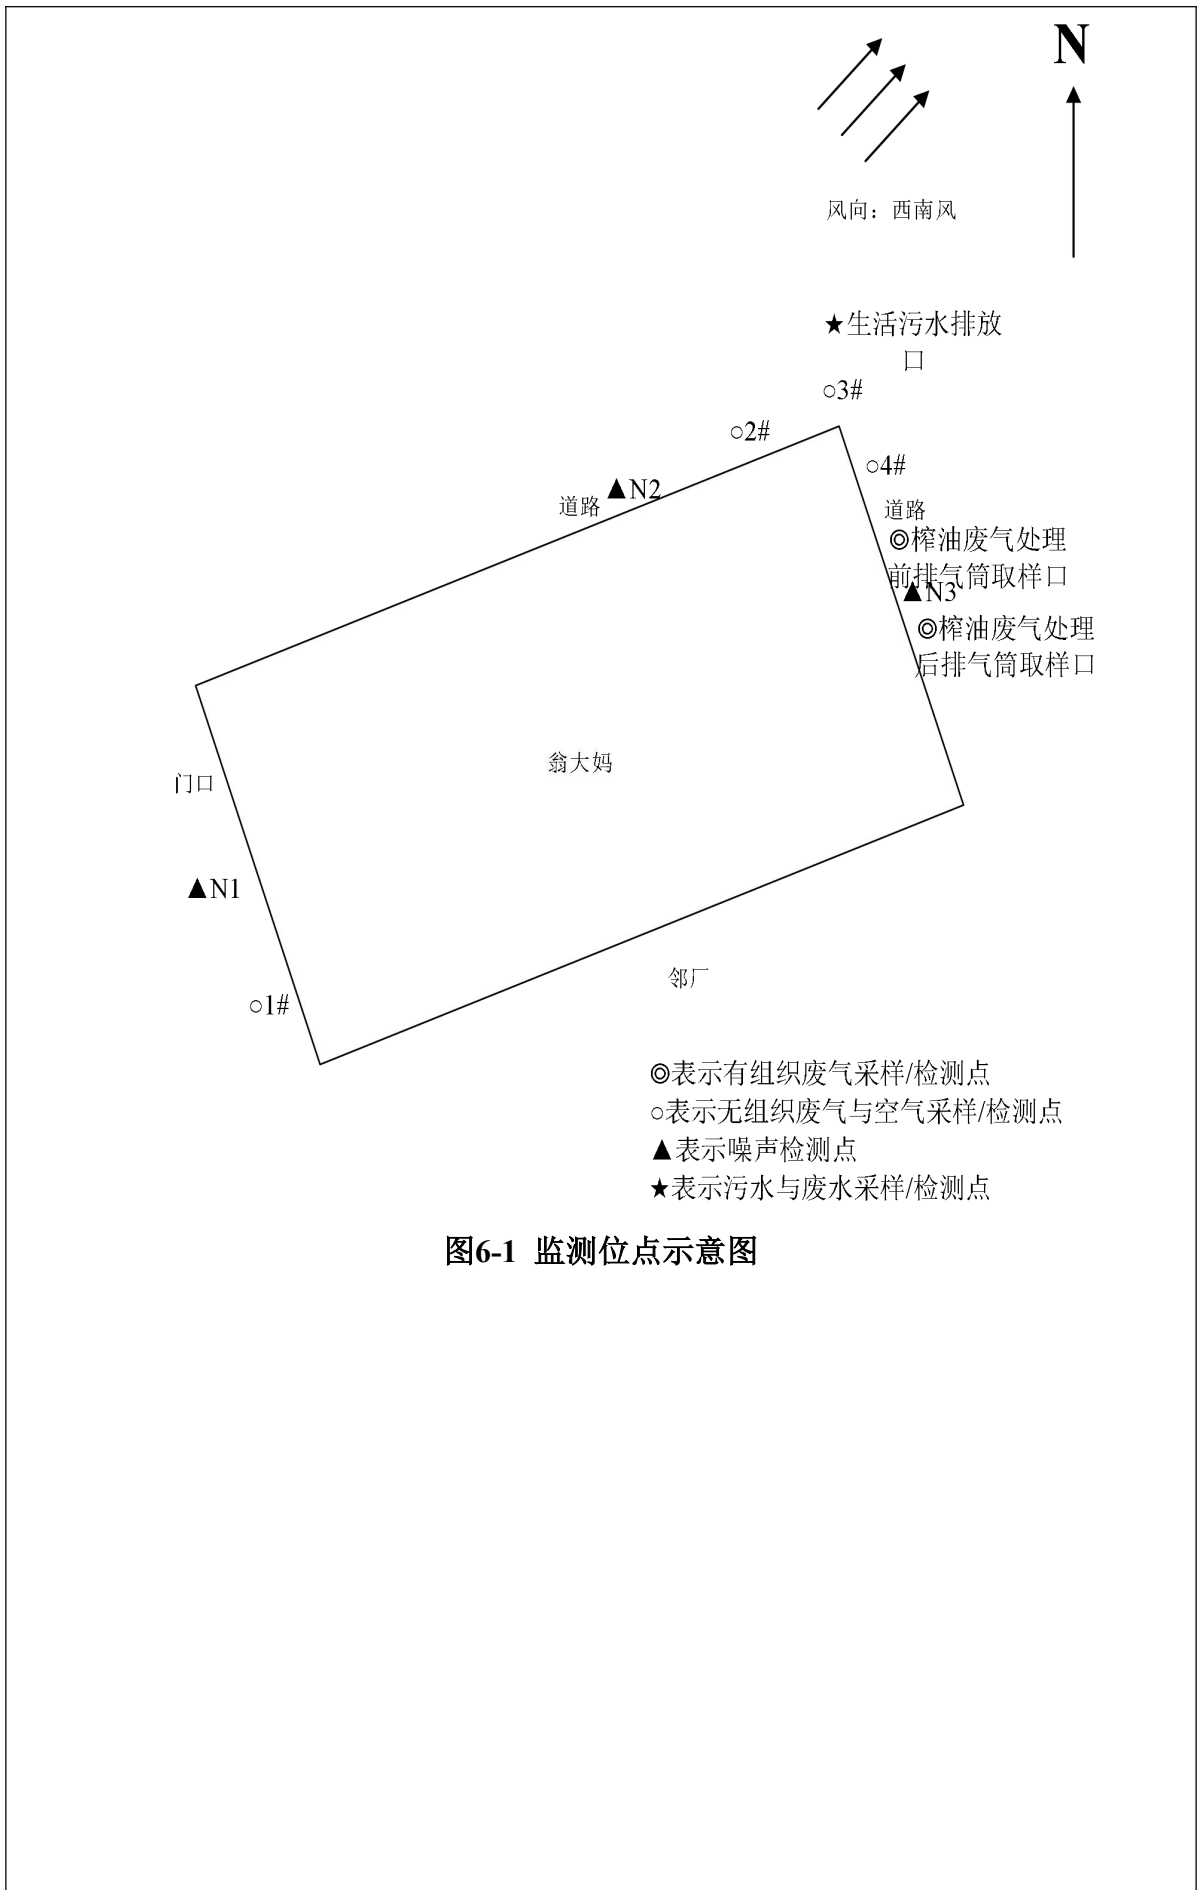 N
风向：西南风
★生活污水排放
口
○3#
○2#
○4#
▲N2
道路
道路
◎榨油废气处理
前排气筒取样口
▲N3
◎榨油废气处理
后排气筒取样口
翁大妈
门口
▲N1
邻厂
○1#
◎表示有组织废气采样/检测点
○表示无组织废气与空气采样/检测点
▲表示噪声检测点
★表示污水与废水采样/检测点
图6-1 监测位点示意图